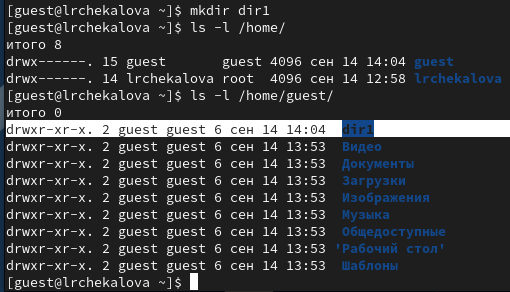 [guest@lrchekalova ~]$ mkdir dir1
[guest@lrchekalova ~]$ ls -l /home/
итого 8
drwx------. 15 guest       guest 4096 сен 14 14:04 guest
drwx------. 14 lrchekalova root  4096 сен 14 12:58 lrchekalova
[guest@lrchekalova ~]$ ls -l /home/guest/
итого 0
drwxr-xr-x. 2 guest guest 6 сен 14 14:04  dir1
drwxr-xr-x. 2 guest guest 6 сен 14 13:53  Видео
drwxr-xr-x. 2 guest guest 6 сен 14 13:53  Документы
drwxr-xr-x. 2 guest guest 6 сен 14 13:53  Загрузки
drwxr-xr-x. 2 guest guest 6 сен 14 13:53  Изображения
drwxr-xr-x. 2 guest guest 6 сен 14 13:53  Музыка
drwxr-xr-x. 2 guest guest 6 сен 14 13:53  Общедоступные
drwxr-xr-x. 2 guest guest 6 сен 14 13:53 'Рабочий стол'
drwxr-xr-x. 2 guest guest 6 сен 14 13:53  Шаблоны
[guest@lrchekalova ~]$